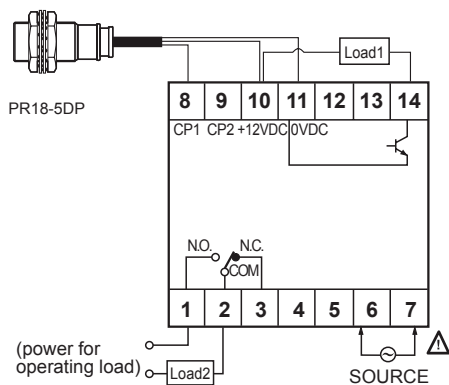 Load1
8 9 10 11 12 13 14
PR18-5DP
CP1 CP2 +12VDC 0VDC
N.O. N.C.
COM
1 2 3 4 5 6 7
(power for
operating load)
Load2
SOURCE